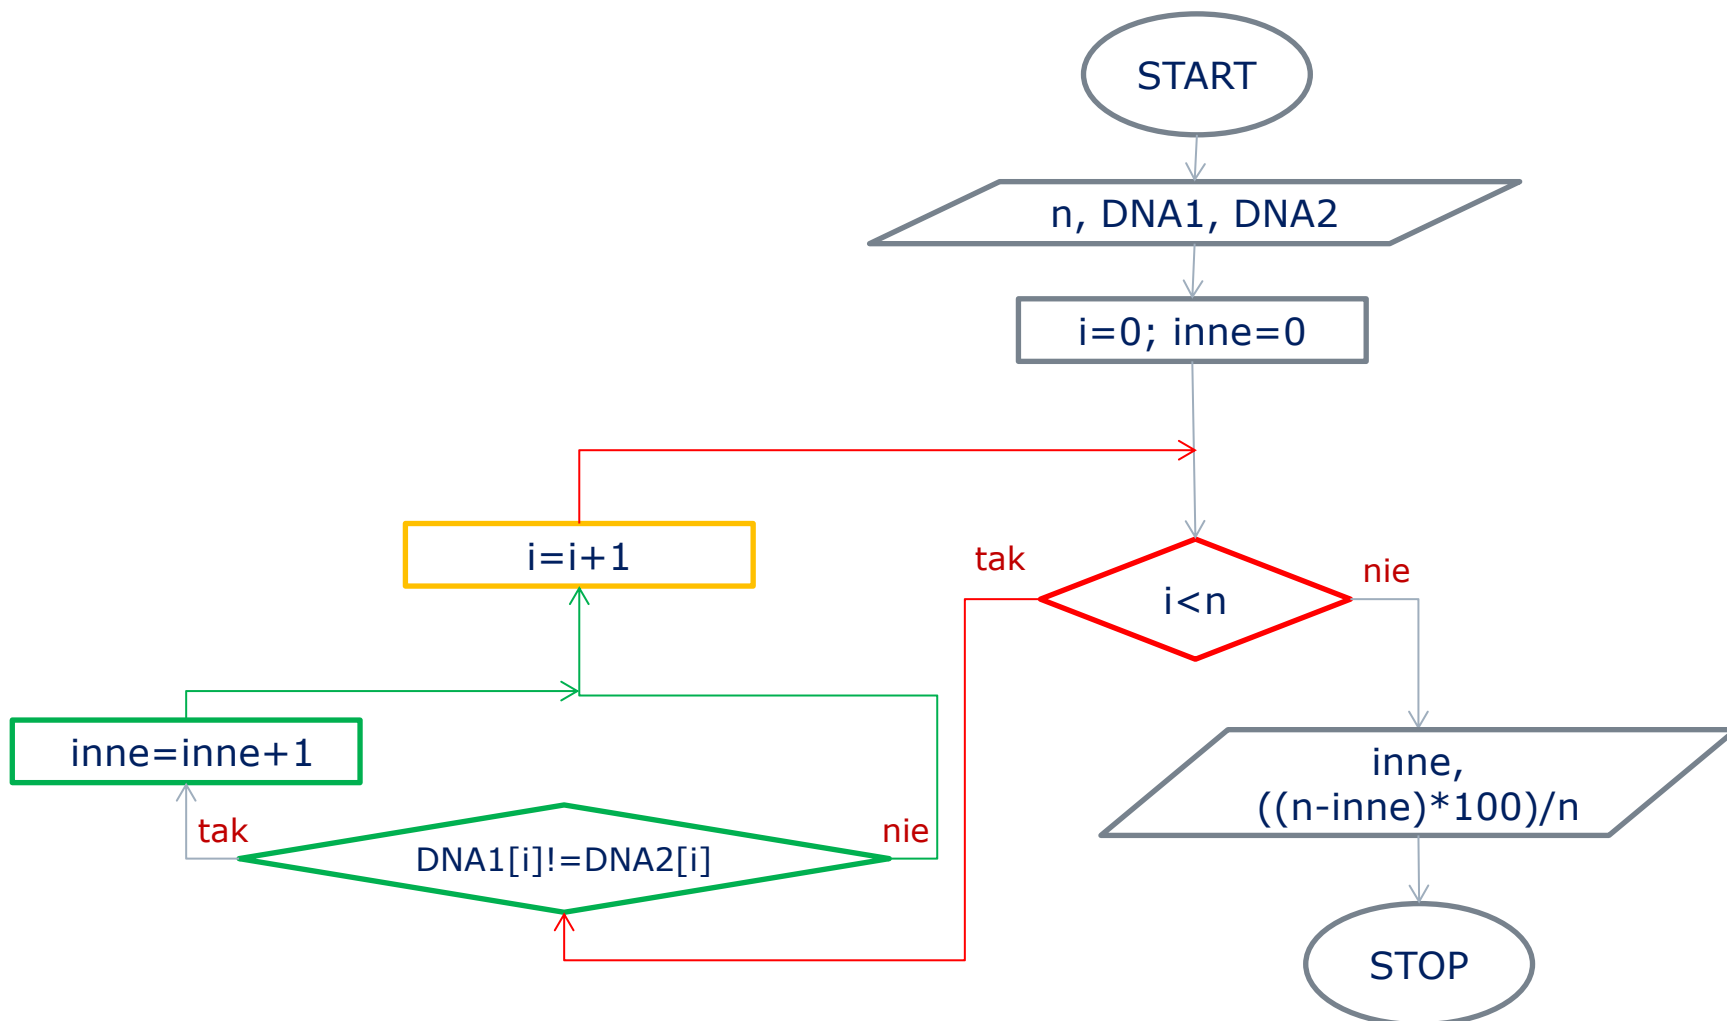 START
n, DNA1, DNA2
i=0; inne=0
i=i+1
tak
i<n
nie
inne=inne+1
inne,
((n-inne)*100)/n
tak
DNA1[i]!=DNA2[i]
nie
STOP